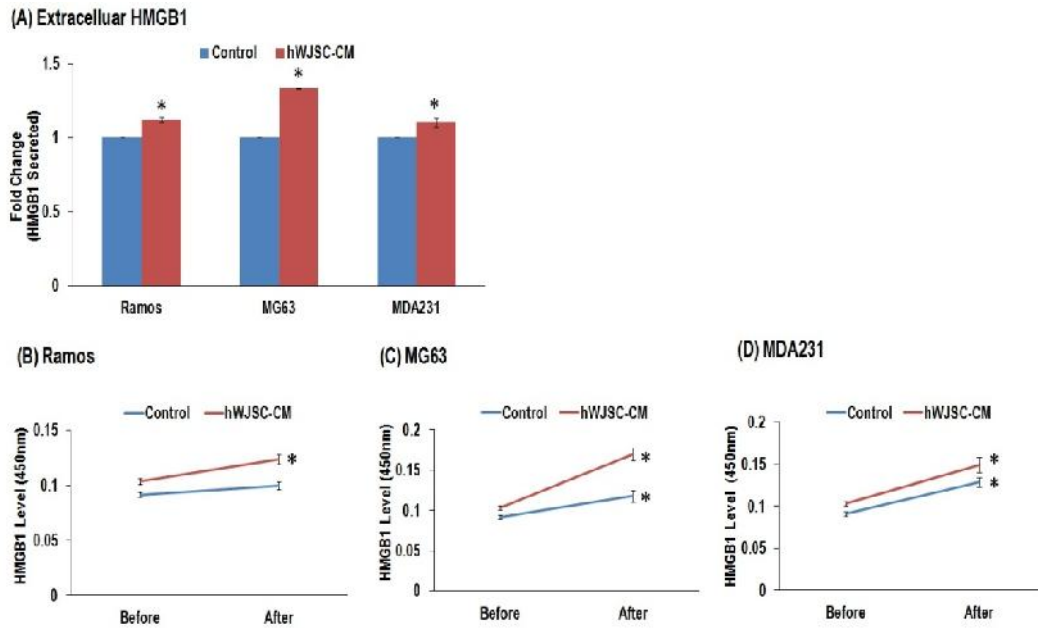 (A) Extracelluar HMGB1
Control hWJSC-CM
1.5
1
0.5
0
Fold Change
(HMGB1 Secreted)
*
*
*
Ramos MG63 MDA231
(B) Ramos
Control hWJSC-CM
0.15
0.1
0.05
0
HMGB1 Level (450nm)
*
Before After
(C) MG63
Control hWJSC-CM
0.2
0.15
0.1
0.05
0
HMGB1 Level (450nm)
*
*
Before After
(D) MDA231
Control hWJSC-CM
0.2
0.15
0.1
0.05
0
HMGB1 Level (450nm)
*
*
Before After